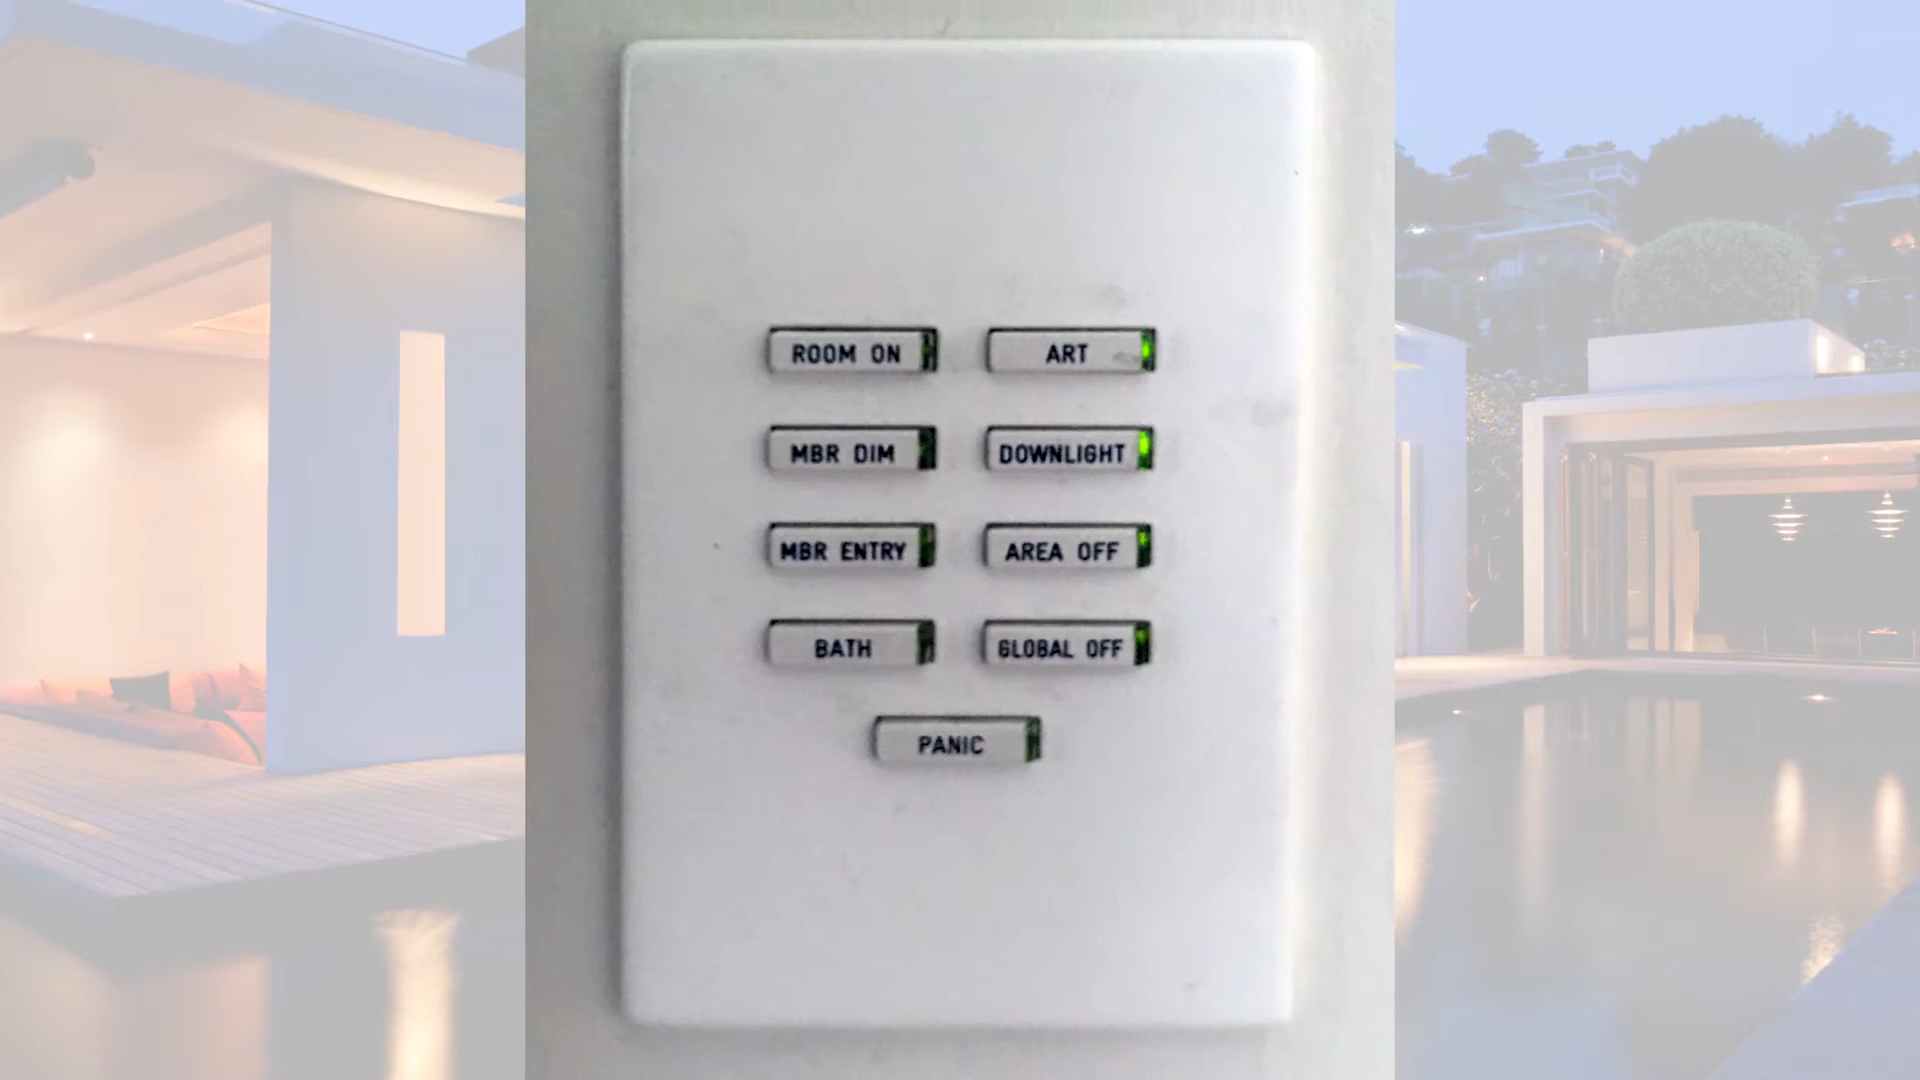 ROOM ON
ART
MBR DIM
DOWNLIGHT
MBR ENTRY
AREA OFF
BATH
GLOBAL OFF
PANIC